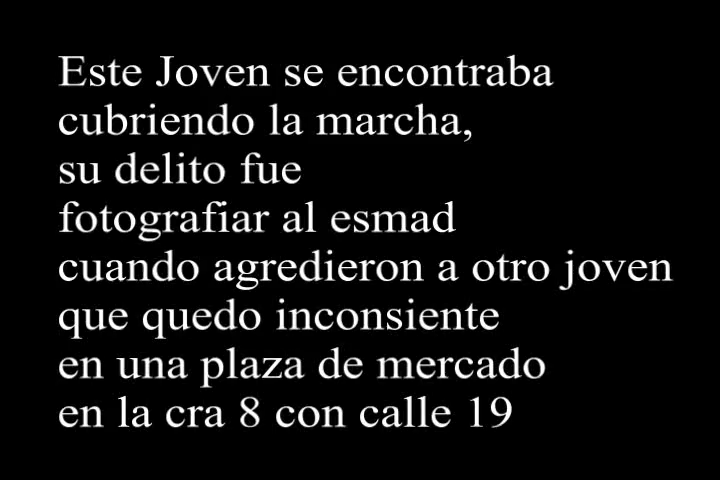 Este Joven se encontraba
cubriendo la marcha,
su delito fue
fotografiar al esmad
cuando agredieron a otro joven
que quedo inconsiente
en una plaza de mercado
en la cra 8 con calle 19